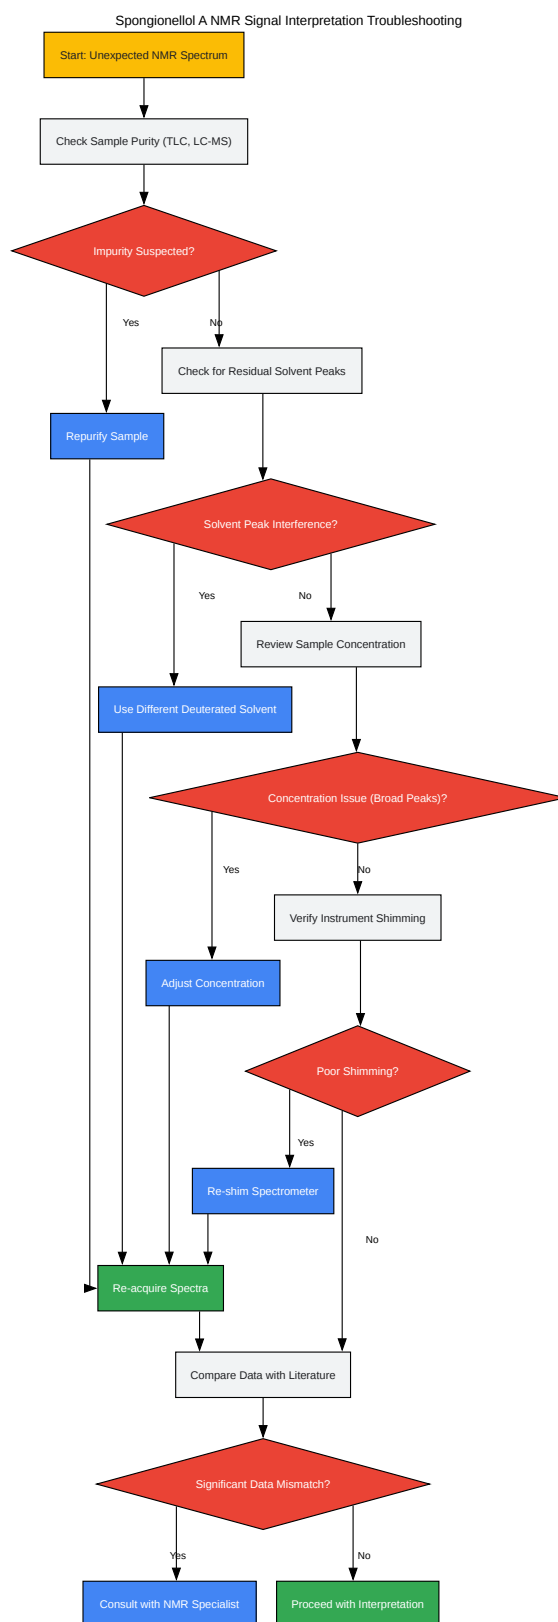 Spongionellol A NMR Signal Interpretation Troubleshooting
Start: Unexpected NMR Spectrum
Check Sample Purity (TLC, LC-MS)
Impurity Suspected?
Yes
No
Check for Residual Solvent Peaks
Repurify Sample
Solvent Peak Interference?
Yes
No
Review Sample Concentration
Use Different Deuterated Solvent
Concentration Issue (Broad Peaks)?
Yes
No
Verify Instrument Shimming
Adjust Concentration
Poor Shimming?
Yes
Re-shim Spectrometer
No
Re-acquire Spectra
Compare Data with Literature
Significant Data Mismatch?
Yes
No
Consult with NMR Specialist
Proceed with Interpretation